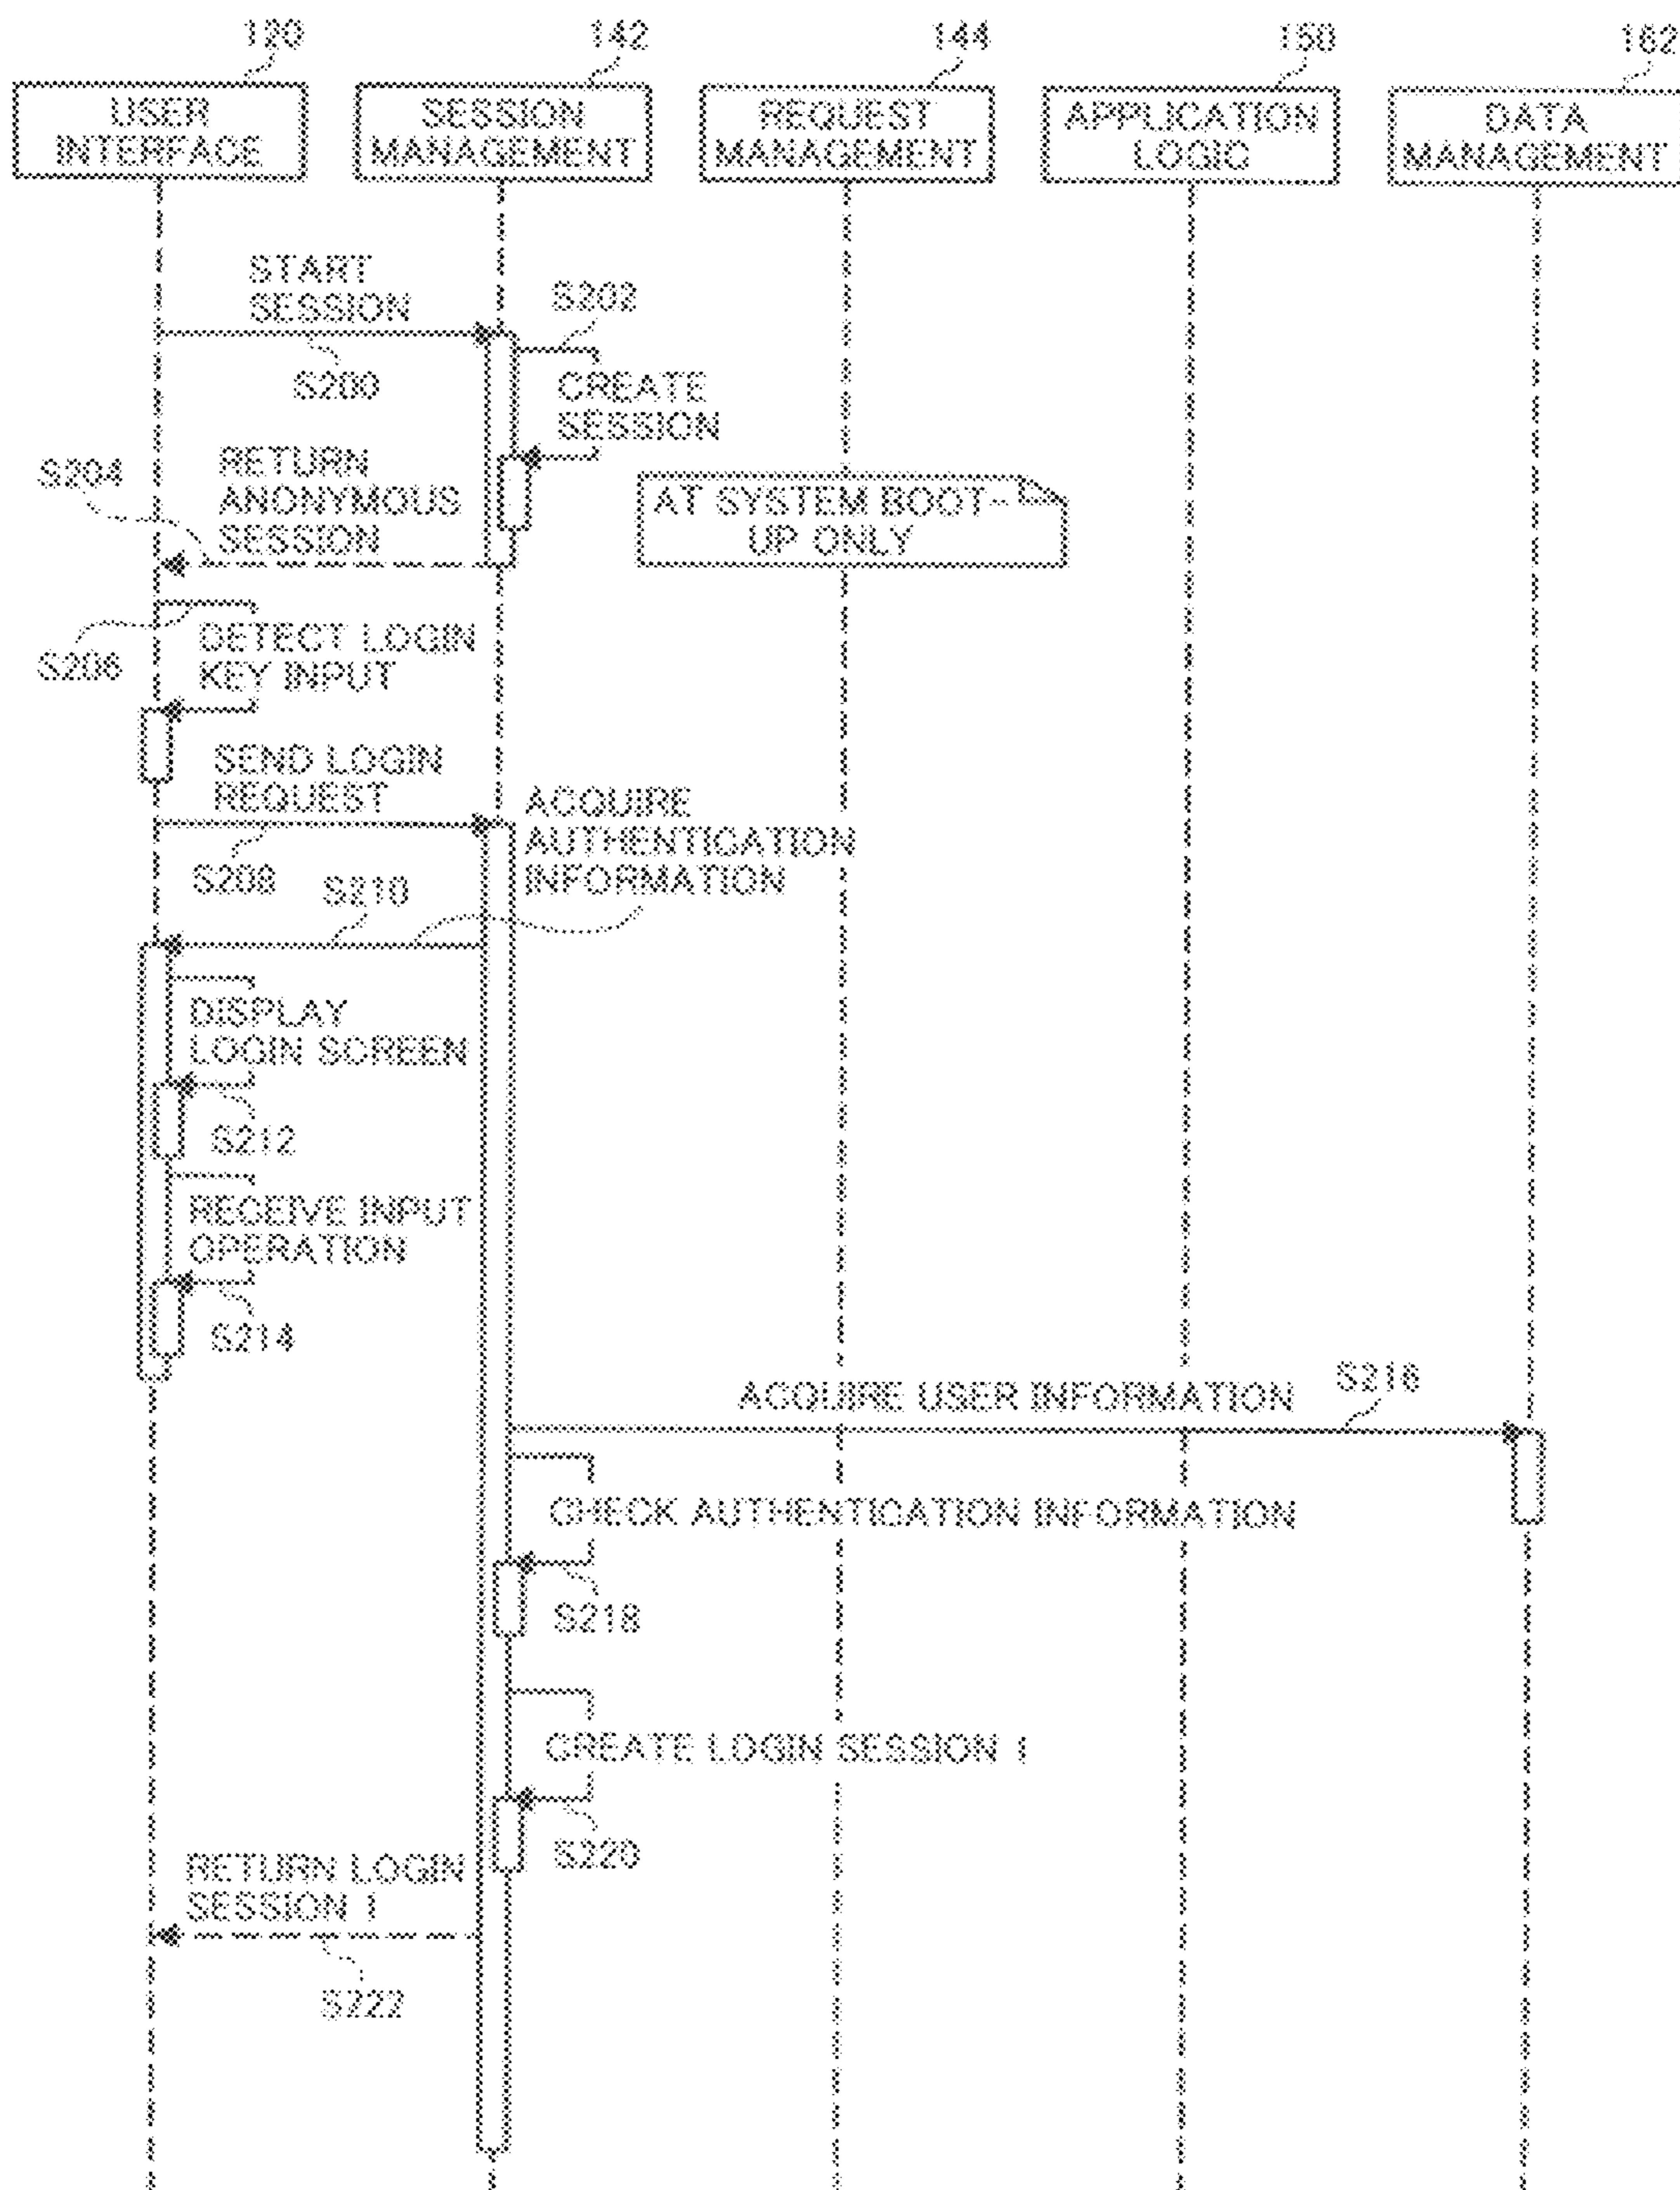 120
142
144
150
162
USER
INTERFACE
SESSION
MANAGEMENT
REQUEST
MANAGEMENT
APPLICATION
LOGIC
DATA
MANAGEMENT
START
SESSION
S200
S202
CREATE
SESSION
S204
RETURN
ANONYMOUS
SESSION
AT SYSTEM BOOT-
UP ONLY
S206
DETECT LOGIN
KEY INPUT
SEND LOGIN
REQUEST
S208
S210
ACQUIRE
AUTHENTICATION
INFORMATION
DISPLAY
LOGIN SCREEN
S212
RECEIVE INPUT
OPERATION
S214
ACQUIRE USER INFORMATION
S216
CHECK AUTHENTICATION INFORMATION
S218
CREATE LOGIN SESSION 1
S220
RETURN LOGIN
SESSION 1
S222